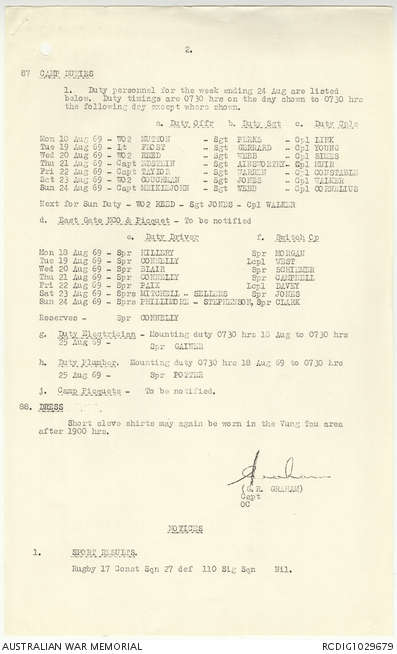 2.
87 CAMP DUTIES
1. Duty personnel for the week ending 24 Aug are listed
below. Duty timings are 0730 hrs on the day shown to 0730 hrs
the following day except where shown.
a. Duty Offr b. Duty Sgt c. Duty Cpls
Mon 18 Aug 69 - WO2 HUTTON - Sgt PERKS - Cpl LINK
Tue 19 Aug 69 - Lt FROST - Sgt GERRARD - Cpl YOUNG
Wed 20 Aug 69 - WO2 REED - Sgt WEBB - Cpl
Thu 21 Aug 69 - Capt - Sgt AINSWORTHY - Cpl MUIR
Fri 22 Aug 69 - Capt TAYLOR - Sgt - Cpl CONSTABLE
Sat 23 Aug 69 - WO2 - Sgt JONES - Cpl WALKER
Sun 24 Aug 69 - Capt MEIKLEJOHN - Sgt - Cpl CORNELIUS
Next for Sun Duty - WO2 REED - Sgt JONES - Cpl WALKER
d. East Gate NCO & Picquet - To be notified
e. Duty Driver f. Switch Op
Mon 18 Aug 69 - Spr HILLERY Spr MORGAN
Tue 19 Aug 69 - Spr CONNELLY Lcpl WEST
Wed 20 Aug 69 - Spr BLAIR Spr SCHIEMER
Thu 21 Aug 69 - Spr CONNELLY Spr CAMPBELL
Fri 22 Aug 69 - Spr PAIX Lcpl DAVEY
Sat 23 Aug 69 - Sprs MITCHELL - SELLERS Spr JONES
Sun 24 Aug 69 - Sprs - STEPHENSON, Spr CLARK
Reserves - Spr CONNELLY
g. Duty Electrician - Mounting duty 0730 hrs 18 Aug to 0730 hrs
25 Aug 69 - Spr GAINER
h. Duty Plumber. Mounting duty 0730 hrs 18 Aug 69 to 0730 hrs
25 Aug 69 - Spr POTTER
j. Camp Picquets - To be notified.
88. DRESS
Short sleve shirts may again be worn in the Vung Tau area
after 1900 hrs.
Graham
R. GRAHAM)
Capt
OC
NOTICES
1. SPORT RESULTS.
Rugby 17 Const Sqn 27 def 110 Sig Sqn Nil.
AUSTRALIAN WAR MEMORIAL RCDIG1029679